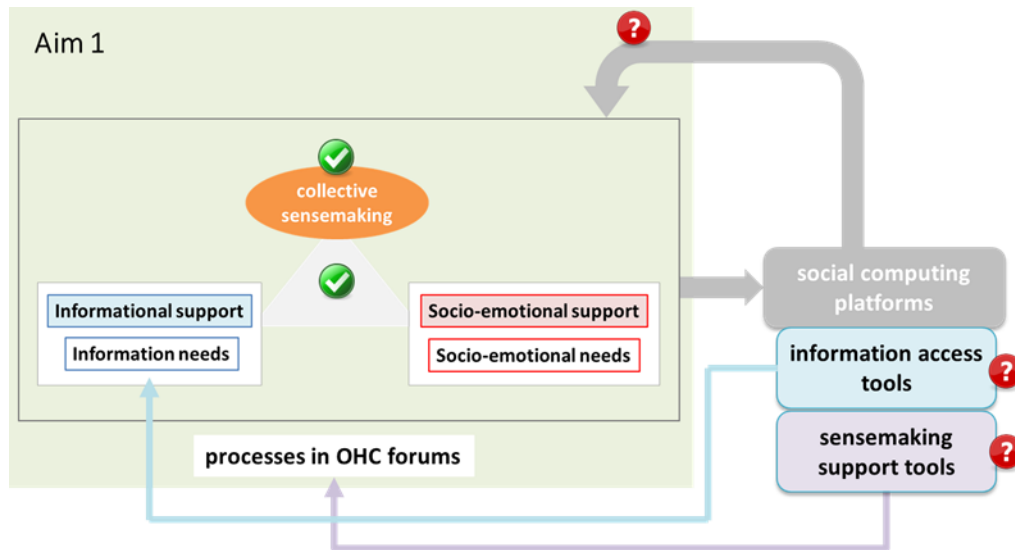 Aim 1
?
collective
sensemaking
Informational support
Information needs
Socio-emotional support
Socio-emotional needs
processes in OHC forums
social computing
platforms
information access
tools
?
sensemaking
support tools
?